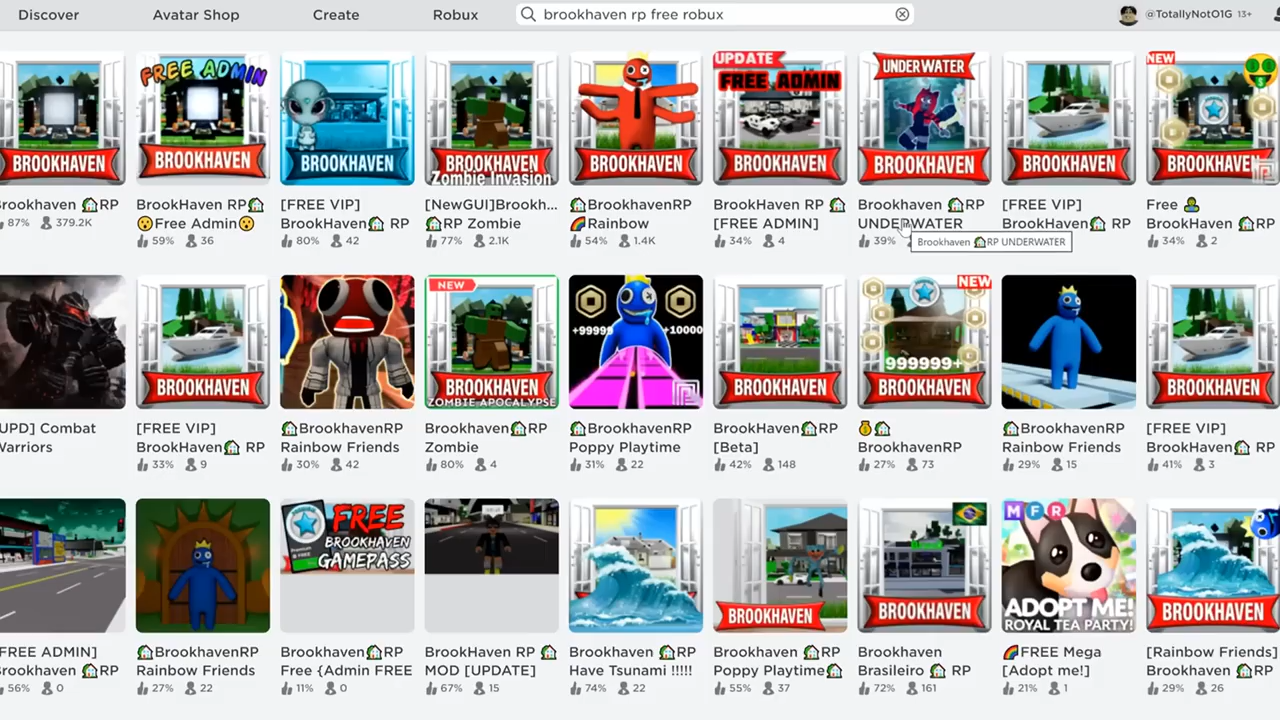 Discover Avatar Shop Create Robux brookhaven rp free robux @TotallyNotO1G 13+
FREE ADMIN UPDATE FREE ADMIN UNDERWATER NEW
BROOKHAVEN BROOKHAVEN BROOKHAVEN BROOKHAVEN Zombie Invasion BROOKHAVEN BROOKHAVEN BROOKHAVEN BROOKHAVEN BROOKHAVEN
Brookhaven 🏠RP BrookHaven RP🏠 [FREE VIP] [NewGUI]Brookh... 🏠BrookhavenRP BrookHaven RP 🏠 Brookhaven 🏠RP [FREE VIP] Free
😮Free Admin😮 BrookHaven🏠 RP 🏠RP Zombie 🌈Rainbow [FREE ADMIN] UNDERWATER BrookHaven🏠 RP BrookHaven 🏠RP
87% 379.2K 59% 36 80% 42 77% 2.1K 54% 1.4K 34% 4 39% 34% 2
Brookhaven 🏠RP UNDERWATER
NEW +99999 +10000 NEW
999999+
BROOKHAVEN BROOKHAVEN ZOMBIE APOCALYPSE BROOKHAVEN BROOKHAVEN BROOKHAVEN
[UPD] Combat [FREE VIP] 🏠BrookhavenRP Brookhaven🏠RP 🏠BrookhavenRP BrookHaven🏠RP 💰🏠 🏠BrookhavenRP [FREE VIP]
Warriors BrookHaven🏠 RP Rainbow Friends Zombie Poppy Playtime [Beta] BrookhavenRP Rainbow Friends BrookHaven🏠 RP
33% 9 30% 42 80% 4 31% 22 42% 148 27% 73 29% 15 41% 3
FREE BROOKHAVEN GAMEPASS M F R
BROOKHAVEN BROOKHAVEN ADOPT ME! ROYAL TEA PARTY! BROOKHAVEN
[FREE ADMIN] 🏠BrookhavenRP Brookhaven🏠RP BrookHaven RP 🏠 Brookhaven 🏠RP BrookHaven 🏠RP Brookhaven 🌈FREE Mega [Rainbow Friends]
Brookhaven 🏠RP Rainbow Friends Free {Admin FREE MOD [UPDATE] Have Tsunami !!!!! Poppy Playtime🏠 Brasileiro 🏠 RP [Adopt me!] Brookhaven 🏠RP
56% 0 27% 22 11% 0 67% 15 74% 22 55% 37 72% 161 21% 1 29% 26